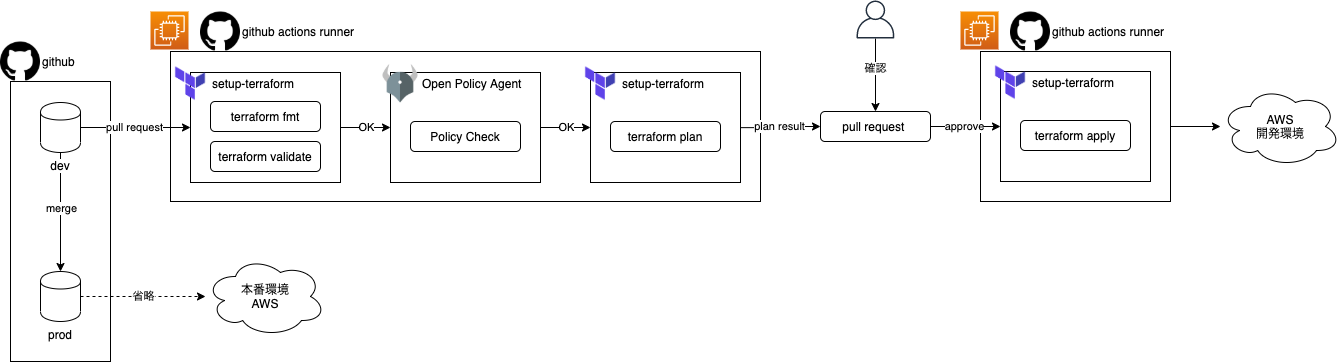 github
dev
merge
prod
省略
本番環境
AWS
pull request
github actions runner
setup-terraform
terraform fmt
terraform validate
OK
Open Policy Agent
Policy Check
OK
setup-terraform
terraform plan
plan result
確認
pull request
approve
github actions runner
setup-terraform
terraform apply
AWS
開発環境